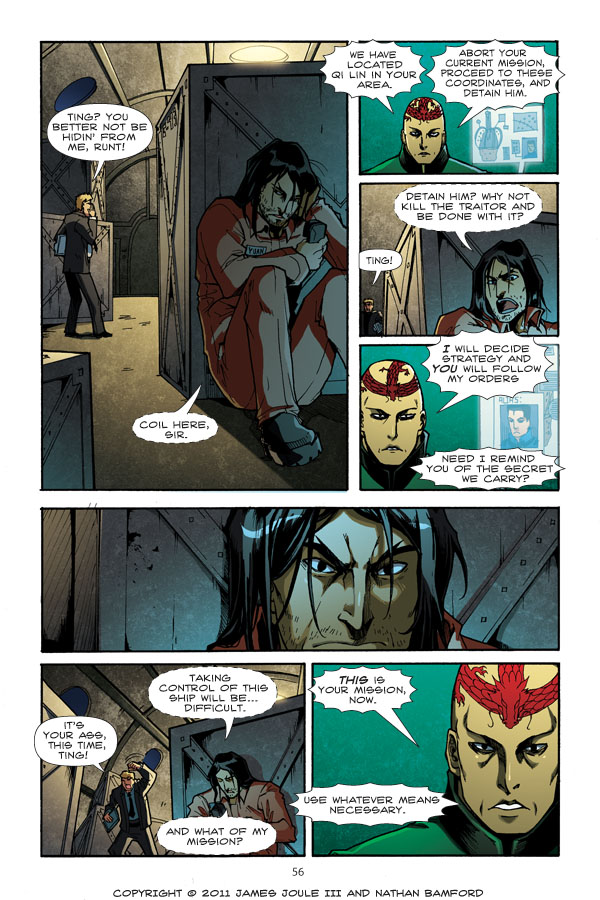 TING? YOU
BETTER NOT BE
HIDIN' FROM
ME, RUNT!
YUAN
COIL HERE,
SIR.
WE HAVE
LOCATED
QI LIN IN YOUR
AREA.
ABORT YOUR
CURRENT MISSION,
PROCEED TO THESE
COORDINATES, AND
DETAIN HIM.
DETAIN HIM? WHY NOT
KILL THE TRAITOR AND
BE DONE WITH IT?
TING!
I WILL DECIDE
STRATEGY AND
YOU WILL FOLLOW
MY ORDERS
ALIAS:
NEED I REMIND
YOU OF THE SECRET
WE CARRY?
TAKING
CONTROL OF THIS
SHIP WILL BE...
DIFFICULT.
IT'S
YOUR ASS,
THIS TIME,
TING!
AND WHAT OF MY
MISSION?
THIS IS
YOUR MISSION,
NOW.
USE WHATEVER MEANS
NECESSARY.
56
COPYRIGHT © 2011 JAMES JOULE III AND NATHAN BAMFORD